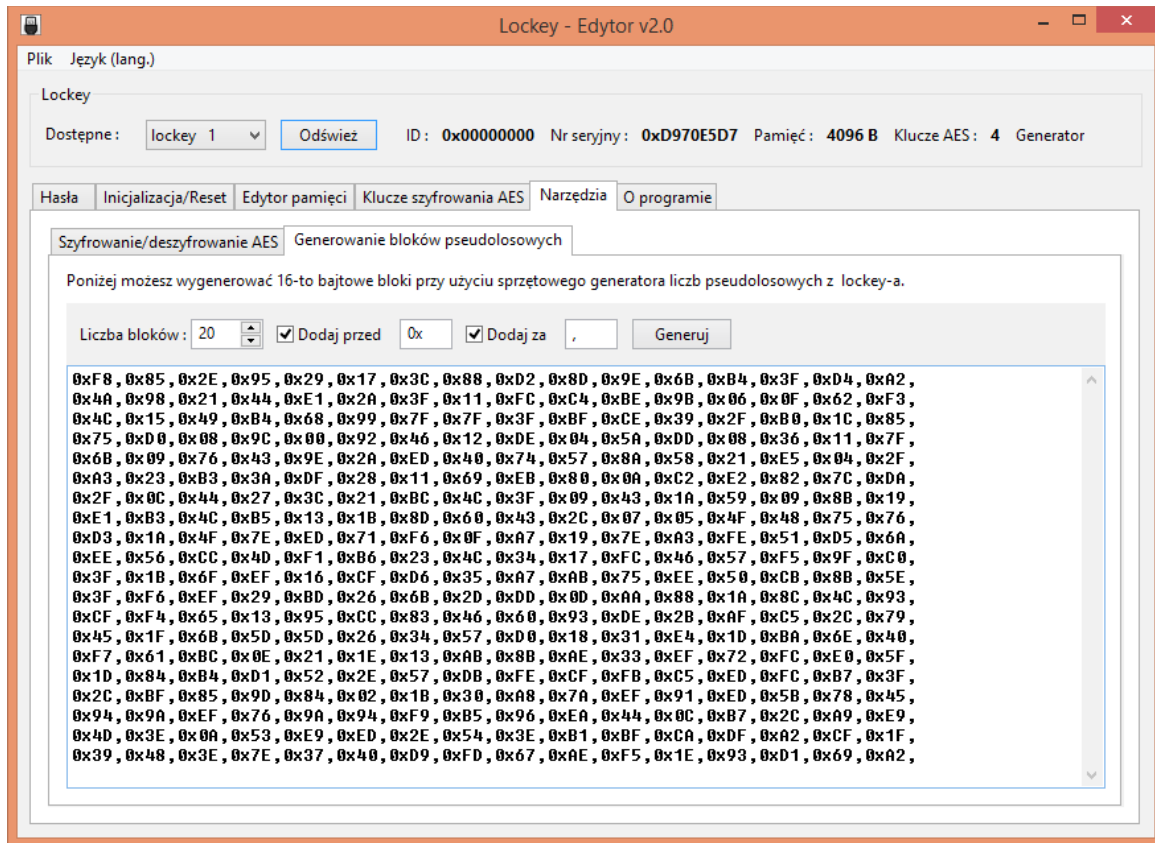 Lockey - Edytor v2.0
Plik Język (lang.)
Lockey
Dostępne : lockey 1 Odśwież ID : 0x00000000 Nr seryjny : 0xD970E5D7 Pamięć : 4096 B Klucze AES : 4 Generator
Hasła Inicjalizacja/Reset Edytor pamięci Klucze szyfrowania AES Narzędzia O programie
Szyfrowanie/deszyfrowanie AES Generowanie bloków pseudolosowych
Poniżej możesz wygenerować 16-to bajtowe bloki przy użyciu sprzętowego generatora liczb pseudolosowych z lockey-a.
Liczba bloków : 20 Dodaj przed 0x Dodaj za , Generuj
0xF8,0x85,0x2E,0x95,0x29,0x17,0x3C,0x88,0xD2,0x8D,0x9E,0x6B,0xB4,0x3F,0xD4,0xA2,
0x4A,0x98,0x21,0x44,0xE1,0x2A,0x3F,0x11,0xFC,0xC4,0xBE,0x9B,0x06,0x0F,0x62,0xF3,
0x4C,0x15,0x49,0xB4,0x68,0x99,0x7F,0x7F,0x3F,0xBF,0xCE,0x39,0x2F,0xB0,0x1C,0x85,
0x75,0xD0,0x08,0x9C,0x00,0x92,0x46,0x12,0xDE,0x04,0x5A,0xDD,0x08,0x36,0x11,0x7F,
0x6B,0x09,0x76,0x43,0x9E,0x2A,0xED,0x40,0x74,0x57,0x8A,0x58,0x21,0xE5,0x04,0x2F,
0xA3,0x23,0xB3,0x3A,0xDF,0x28,0x11,0x69,0xEB,0x80,0x0A,0xC2,0xE2,0x82,0x7C,0xDA,
0x2F,0x0C,0x44,0x27,0x3C,0x21,0xBC,0x4C,0x3F,0x09,0x43,0x1A,0x59,0x09,0x8B,0x19,
0xE1,0xB3,0x4C,0xB5,0x13,0x1B,0x8D,0x60,0x43,0x2C,0x07,0x05,0x4F,0x48,0x75,0x76,
0xD3,0x1A,0x4F,0x7E,0xED,0x71,0xF6,0x0F,0xA7,0x19,0x7E,0xA3,0xFE,0x51,0xD5,0x6A,
0xEE,0x56,0xCC,0x4D,0xF1,0xB6,0x23,0x4C,0x34,0x17,0xFC,0x46,0x57,0xF5,0x9F,0xC0,
0x3F,0x1B,0x6F,0xEF,0x16,0xCF,0xD6,0x35,0xA7,0xAB,0x75,0xEE,0x50,0xCB,0x8B,0x5E,
0x3F,0xF6,0xEF,0x29,0xBD,0x26,0x6B,0x2D,0xDD,0x0D,0xAA,0x88,0x1A,0x8C,0x4C,0x93,
0xCF,0xF4,0x65,0x13,0x95,0xCC,0x83,0x46,0x60,0x93,0xDE,0x2B,0xAF,0xC5,0x2C,0x79,
0x45,0x1F,0x6B,0x5D,0x5D,0x26,0x34,0x57,0xD0,0x18,0x31,0xE4,0x1D,0xBA,0x6E,0x40,
0xF7,0x61,0xBC,0x0E,0x21,0x1E,0x13,0xAB,0x8B,0xAE,0x33,0xEF,0x72,0xFC,0xE0,0x5F,
0x1D,0x84,0xB4,0xD1,0x52,0x2E,0x57,0xDB,0xFE,0xCF,0xFB,0xC5,0xED,0xFC,0xB7,0x3F,
0x2C,0xBF,0x85,0x9D,0x84,0x02,0x1B,0x30,0xA8,0x7A,0xEF,0x91,0xED,0x5B,0x78,0x45,
0x94,0x9A,0xEF,0x76,0x9A,0x94,0xF9,0xB5,0x96,0xEA,0x44,0x0C,0xB7,0x2C,0xA9,0xE9,
0x4D,0x3E,0x0A,0x53,0xE9,0xED,0x2E,0x54,0x3E,0xB1,0xBF,0xCA,0xDF,0xA2,0xCF,0x1F,
0x39,0x48,0x3E,0x7E,0x37,0x40,0xD9,0xFD,0x67,0xAE,0xF5,0x1E,0x93,0xD1,0x69,0xA2,